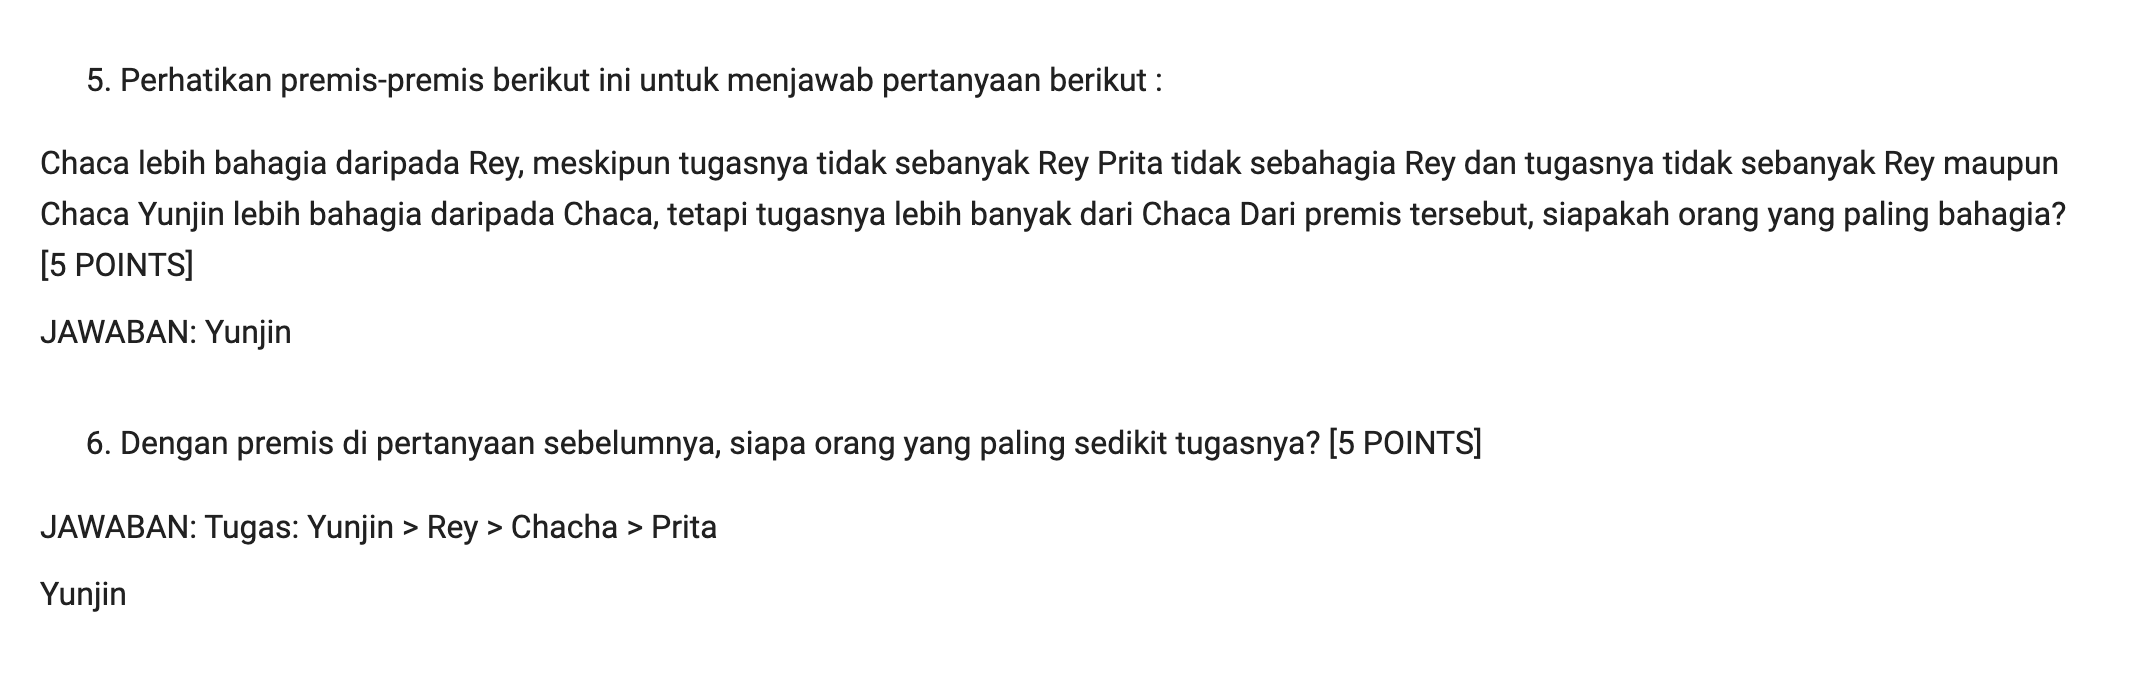 5. Perhatikan premis-premis berikut ini untuk menjawab pertanyaan berikut :
Chaca lebih bahagia daripada Rey, meskipun tugasnya tidak sebanyak Rey Prita tidak sebahagia Rey dan tugasnya tidak sebanyak Rey maupun
Chaca Yunjin lebih bahagia daripada Chaca, tetapi tugasnya lebih banyak dari Chaca Dari premis tersebut, siapakah orang yang paling bahagia?
[5 POINTS]
JAWABAN: Yunjin
6. Dengan premis di pertanyaan sebelumnya, siapa orang yang paling sedikit tugasnya? [5 POINTS]
JAWABAN: Tugas: Yunjin > Rey > Chacha > Prita
Yunjin